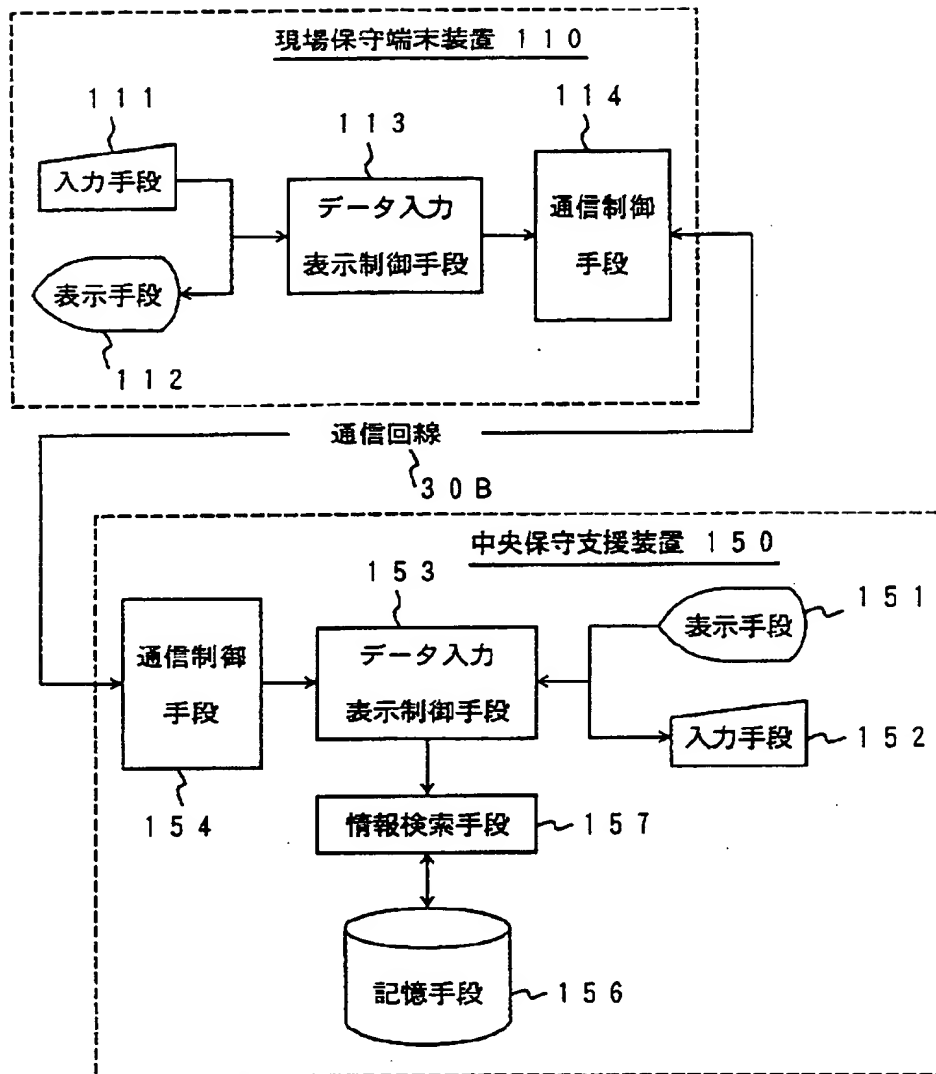 現場保守端末装置 110
111
113
114
入力手段
データ入力
表示制御手段
通信制御
手段
表示手段
112
通信回線
30B
中央保守支援装置 150
153
151
表示手段
通信制御
手段
データ入力
表示制御手段
入力手段
152
154
情報検索手段
157
記憶手段
156